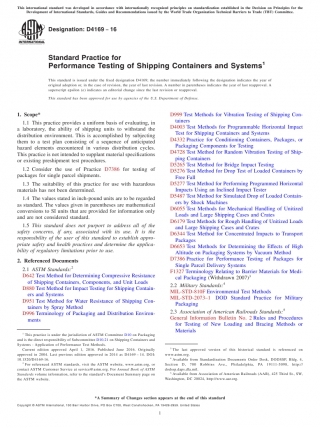 This international standard was developed in accordance with internationally recognized principles on standardization established in the Decision on Principles for the
Development of International Standards, Guides and Recommendations issued by the World Trade Organization Technical Barriers to Trade (TBT) Committee.
Designation: D4169 − 16
Standard Practice for
Performance Testing of Shipping Containers and Systems1
This standard is issued under the fixed designation D4169; the number immediately following the designation indicates the year of
original adoption or, in the case of revision, the year of last revision. A number in parentheses indicates the year of last reapproval. A
superscript epsilon (ε) indicates an editorial change since the last revision or reapproval.
This standard has been approved for use by agencies of the U.S. Department of Defense.
1. Scope*
1.1 This practice provides a uniform basis of evaluating, in
a laboratory, the ability of shipping units to withstand the
distribution environment. This is accomplished by subjecting
them to a test plan consisting of a sequence of anticipated
hazard elements encountered in various distribution cycles.
This practice is not intended to supplant material specifications
or existing preshipment test procedures.
1.2 Consider the use of Practice D7386 for testing of
packages for single parcel shipments.
1.3 The suitability of this practice for use with hazardous
materials has not been determined.
1.4 The values stated in inch-pound units are to be regarded
as standard. The values given in parentheses are mathematical
conversions to SI units that are provided for information only
and are not considered standard.
1.5 This standard does not purport to address all of the
safety concerns, if any, associated with its use. It is the
responsibility of the user of this standard to establish appro-
priate safety and health practices and determine the applica-
bility of regulatory limitations prior to use.
2. Referenced Documents
2.1 ASTM Standards:2
D642 Test Method for Determining Compressive Resistance
of Shipping Containers, Components, and Unit Loads
D880 Test Method for Impact Testing for Shipping Contain-
ers and Systems
D951 Test Method for Water Resistance of Shipping Con-
tainers by Spray Method
D996 Terminology of Packaging and Distribution Environ-
ments
D999 Test Methods for Vibration Testing of Shipping Con-
tainers
D4003 Test Methods for Programmable Horizontal Impact
Test for Shipping Containers and Systems
D4332 Practice for Conditioning Containers, Packages, or
Packaging Components for Testing
D4728 Test Method for Random Vibration Testing of Ship-
ping Containers
D5265 Test Method for Bridge Impact Testing
D5276 Test Method for Drop Test of Loaded Containers by
Free Fall
D5277 Test Method for Performing Programmed Horizontal
Impacts Using an Inclined Impact Tester
D5487 Test Method for Simulated Drop of Loaded Contain-
ers by Shock Machines
D6055 Test Methods for Mechanical Handling of Unitized
Loads and Large Shipping Cases and Crates
D6179 Test Methods for Rough Handling of Unitized Loads
and Large Shipping Cases and Crates
D6344 Test Method for Concentrated Impacts to Transport
Packages
D6653 Test Methods for Determining the Effects of High
Altitude on Packaging Systems by Vacuum Method
D7386 Practice for Performance Testing of Packages for
Single Parcel Delivery Systems
F1327 Terminology Relating to Barrier Materials for Medi-
cal Packaging (Withdrawn 2007)3
2.2 Military Standards:4
MIL-STD-810F Environmental Test Methods
MIL-STD-2073–1 DOD Standard Practice for Military
Packaging
2.3 Association of American Railroads Standards:5
General Information Bulletin No. 2 Rules and Procedures
for Testing of New Loading and Bracing Methods or
Materials
1 This practice is under the jurisdiction of ASTM Committee D10 on Packaging
and is the direct responsibility of Subcommittee D10.21 on Shipping Containers and
Systems - Application of Performance Test Methods.
Current edition approved April 1, 2016. Published June 2016. Originally
approved in 1982. Last previous edition approved in 2014 as D4169 – 14. DOI:
10.1520/D4169-16.
2 For referenced ASTM standards, visit the ASTM website, www.astm.org, or
contact ASTM Customer Service at service@astm.org. For Annual Book of ASTM
Standards volume information, refer to the standard's Document Summary page on
the ASTM website.
3 The last approved version of this historical standard is referenced on
www.astm.org.
4 Available from Standardization Documents Order Desk, DODSSP, Bldg. 4,
Section D, 700 Robbins Ave., Philadelphia, PA 19111-5098, http://
dodssp.daps.dla.mil.
5 Available from Association of American Railroads (AAR), 425 Third St., SW,
Washington, DC 20024, http://www.aar.org.
*A Summary of Changes section appears at the end of this standard
Copyright © ASTM International, 100 Barr Harbor Drive, PO Box C700, West Conshohocken, PA 19428-2959. United States
1